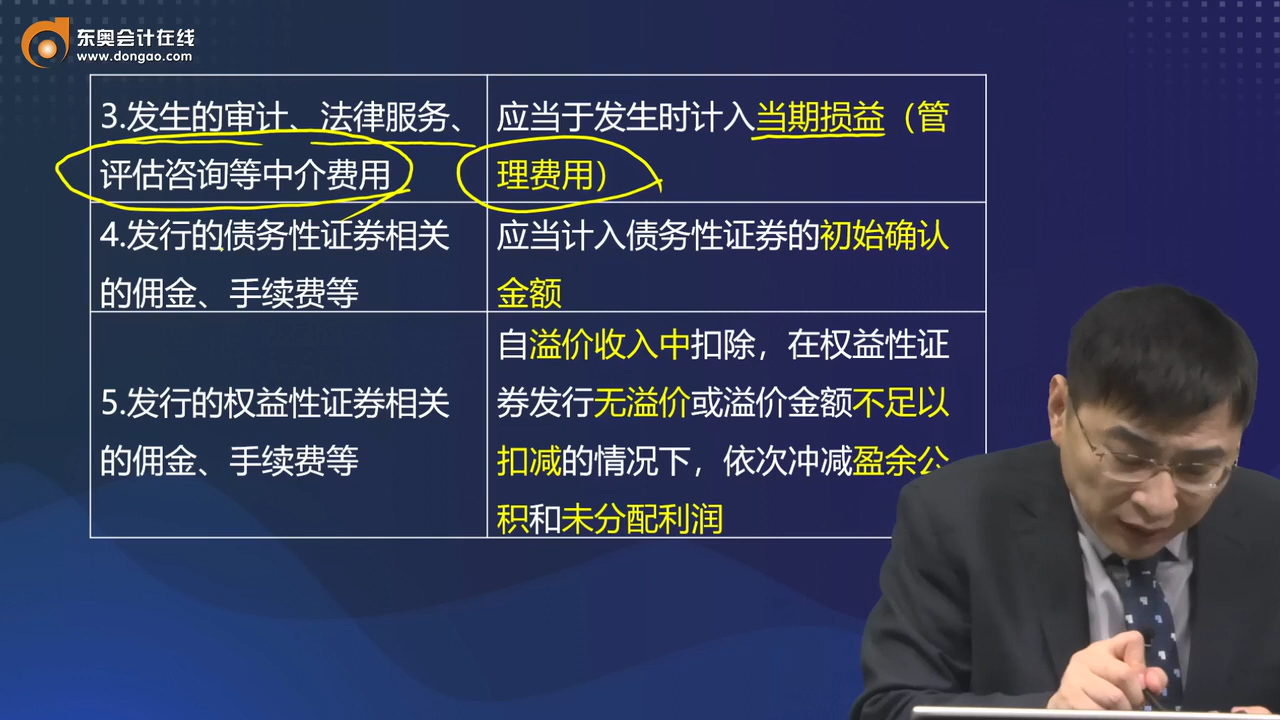 东奥会计在线
www.dongao.com
3.发生的审计、法律服务、
评估咨询等中介费用
应当于发生时计入当期损益（管
理费用）
4.发行的债务性证券相关
的佣金、手续费等
应当计入债务性证券的初始确认
金额
5.发行的权益性证券相关
的佣金、手续费等
自溢价收入中扣除，在权益性证
券发行无溢价或溢价金额不足以
扣减的情况下，依次冲减盈余公
积和未分配利润